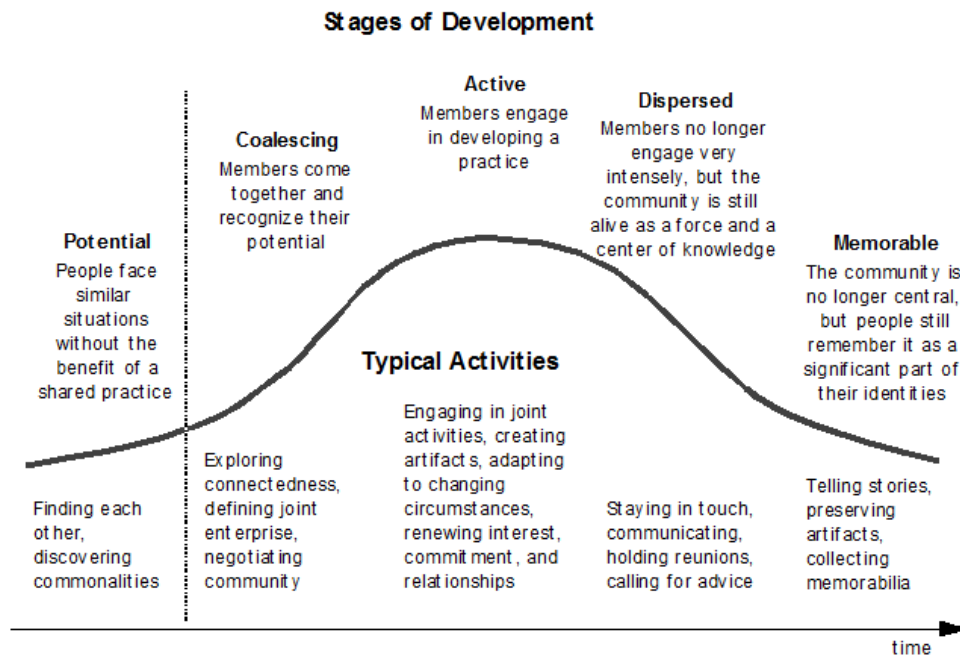 Stages of Development
Potential
People face
similar
situations
without the
benefit of a
shared practice
Coalescing
Members come
together and
recognize their
potential
Active
Members engage
in developing a
practice
Dispersed
Members no longer
engage very
intensely, but the
community is still
alive as a force and a
center of knowledge
Memorable
The community is
no longer central,
but people still
remember it as a
significant part of
their identities
Typical Activities
Finding each
other,
discovering
commonalities
Exploring
connectedness,
defining joint
enterprise,
negotiating
community
Engaging in joint
activities, creating
artifacts, adapting
to changing
circumstances,
renewing interest,
commitment, and
relationships
Staying in touch,
communicating,
holding reunions,
calling for advice
Telling stories,
preserving
artifacts,
collecting
memorabilia
time